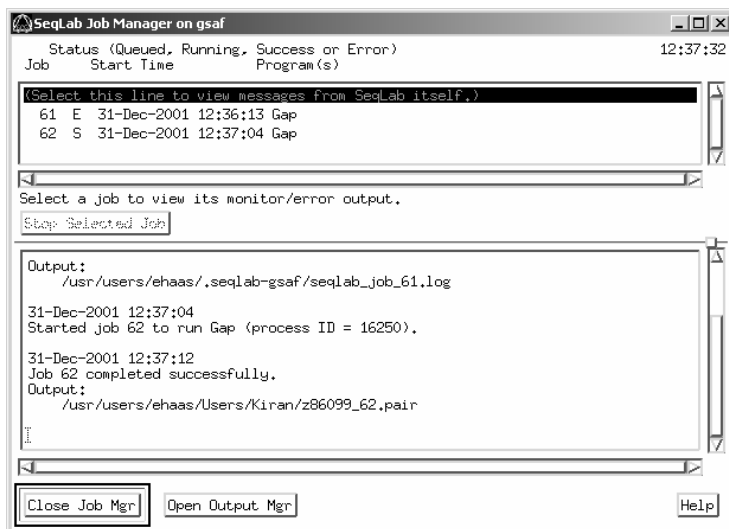 SeqLab Job Manager on gsaf
Status (Queued, Running, Success or Error) 12:37:32
Job Start Time Program(s)
(Select this line to view messages from SeqLab itself.)
61 E 31-Dec-2001 12:36:13 Gap
62 S 31-Dec-2001 12:37:04 Gap
Select a job to view its monitor/error output.
Stop Selected Job
Output:
/usr/users/ehaas/.seqlab-gsaf/seqlab_job_61.log
31-Dec-2001 12:37:04
Started job 62 to run Gap (process ID = 16250).
31-Dec-2001 12:37:12
Job 62 completed successfully.
Output:
/usr/users/ehaas/Users/Kiran/z86099_62.pair
Close Job Mgr Open Output Mgr Help